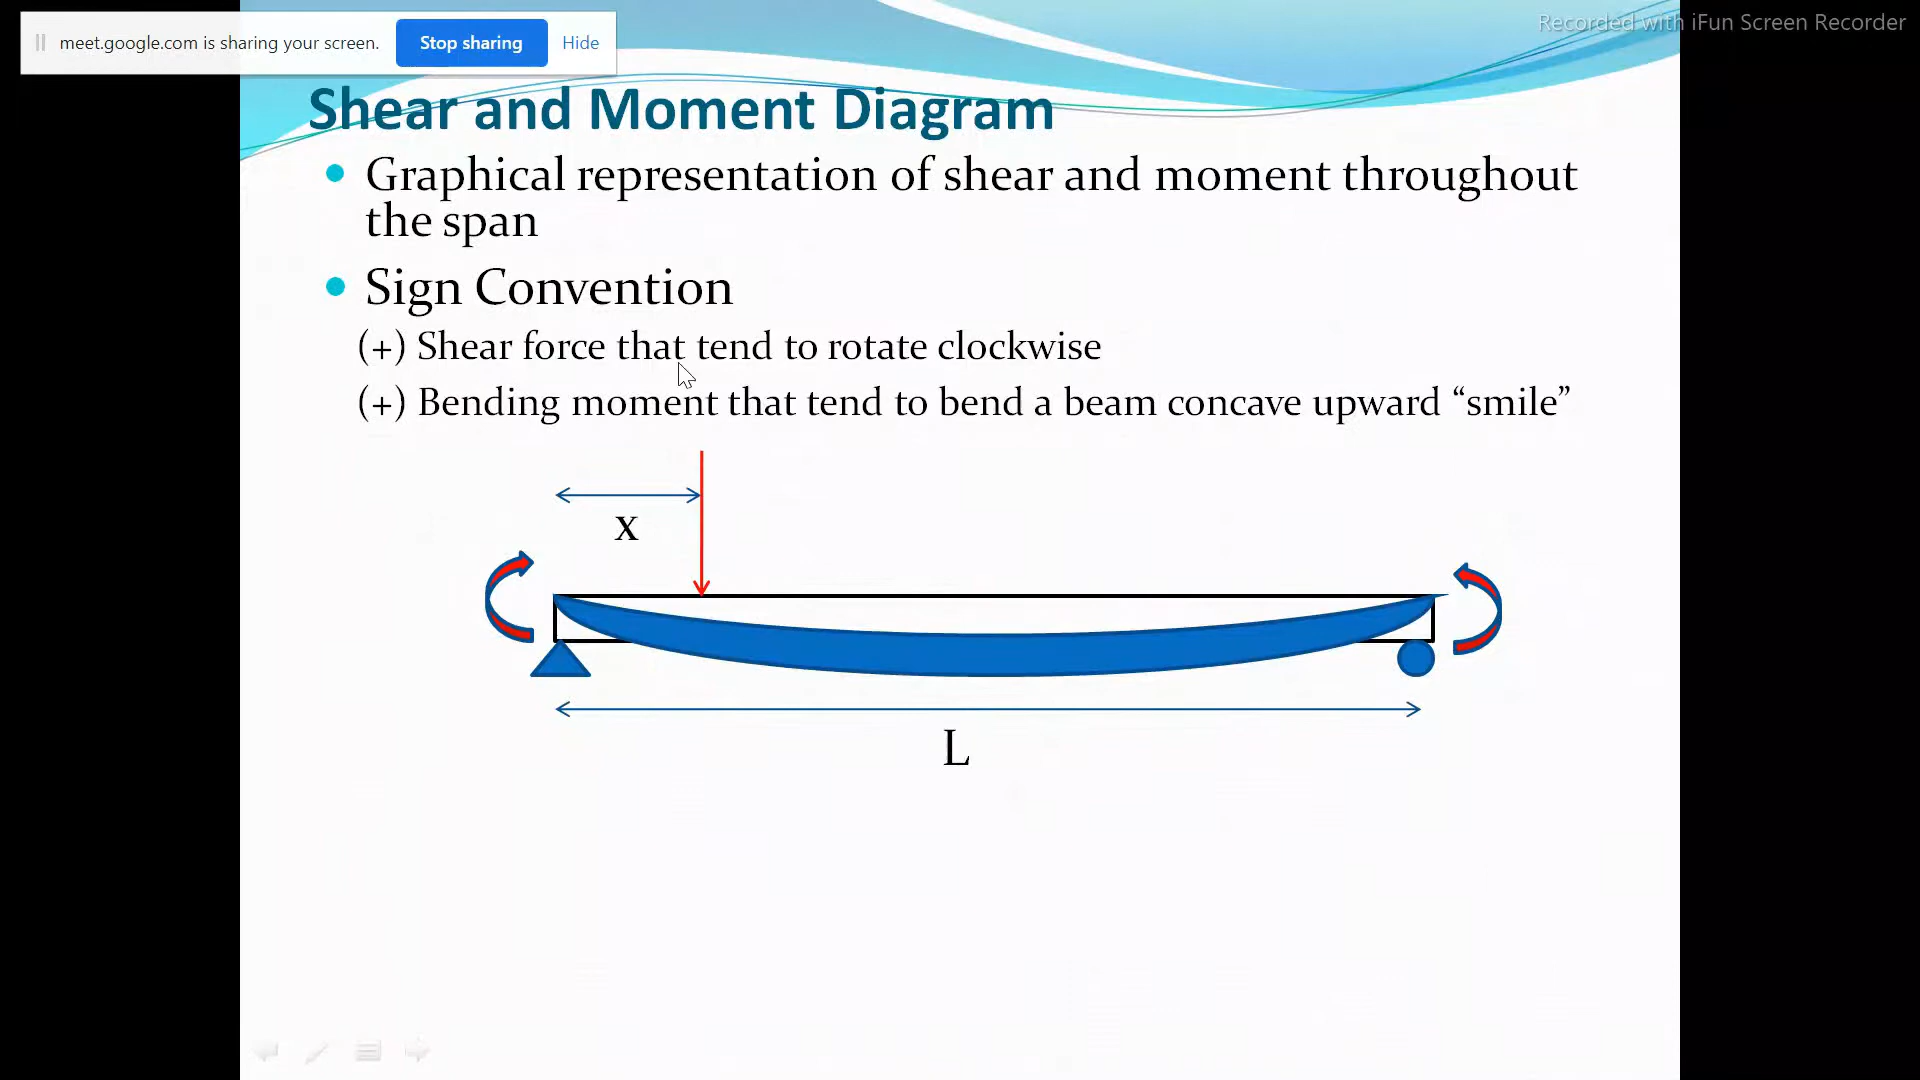 meet.google.com is sharing your screen.
Stop sharing
Hide
Recorded with iFun Screen Recorder
Shear and Moment Diagram
Graphical representation of shear and moment throughout
the span
Sign Convention
(+) Shear force that tend to rotate clockwise
(+) Bending moment that tend to bend a beam concave upward “smile”
x
L